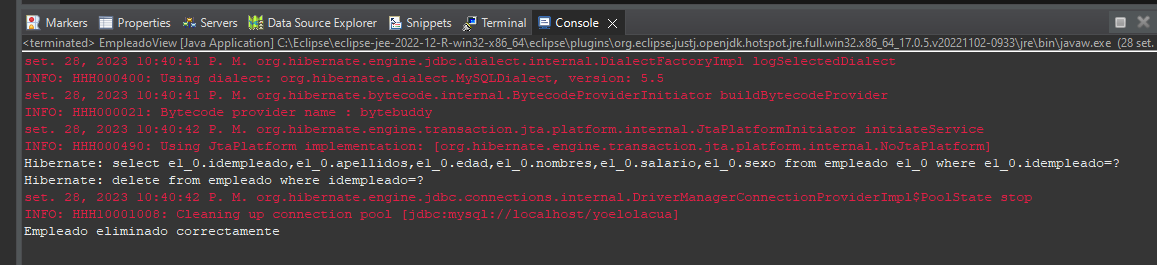 Markers Properties Servers Data Source Explorer Snippets Terminal Console
<terminated> EmpleadoView [Java Application] C:\Eclipse\eclipse-jee-2022-12-R-win32-x86_64\eclipse\plugins\org.eclipse.justj.openjdk.hotspot.jre.full.win32.x86_64_17.0.5.v20221102-0933\jre\bin\javaw.exe (28 set.
set. 28, 2023 10:40:41 P. M. org.hibernate.engine.jdbc.dialect.internal.DialectFactoryImpl logSelectedDialect
INFO: HHH000400: Using dialect: org.hibernate.dialect.MySQLDialect, version: 5.5
set. 28, 2023 10:40:41 P. M. org.hibernate.bytecode.internal.BytecodeProviderInitiator buildBytecodeProvider
INFO: HHH000021: Bytecode provider name : bytebuddy
set. 28, 2023 10:40:42 P. M. org.hibernate.engine.transaction.jta.platform.internal.JtaPlatformInitiator initiateService
INFO: HHH000490: Using JtaPlatform implementation: [org.hibernate.engine.transaction.jta.platform.internal.NoJtaPlatform]
Hibernate: select e1_0.idempleado,e1_0.apellidos,e1_0.edad,e1_0.nombres,e1_0.salario,e1_0.sexo from empleado e1_0 where e1_0.idempleado=?
Hibernate: delete from empleado where idempleado=?
set. 28, 2023 10:40:42 P. M. org.hibernate.engine.jdbc.connections.internal.DriverManagerConnectionProviderImpl$PoolState stop
INFO: HHH10001008: Cleaning up connection pool [jdbc:mysql://localhost/yoelolacua]
Empleado eliminado correctamente